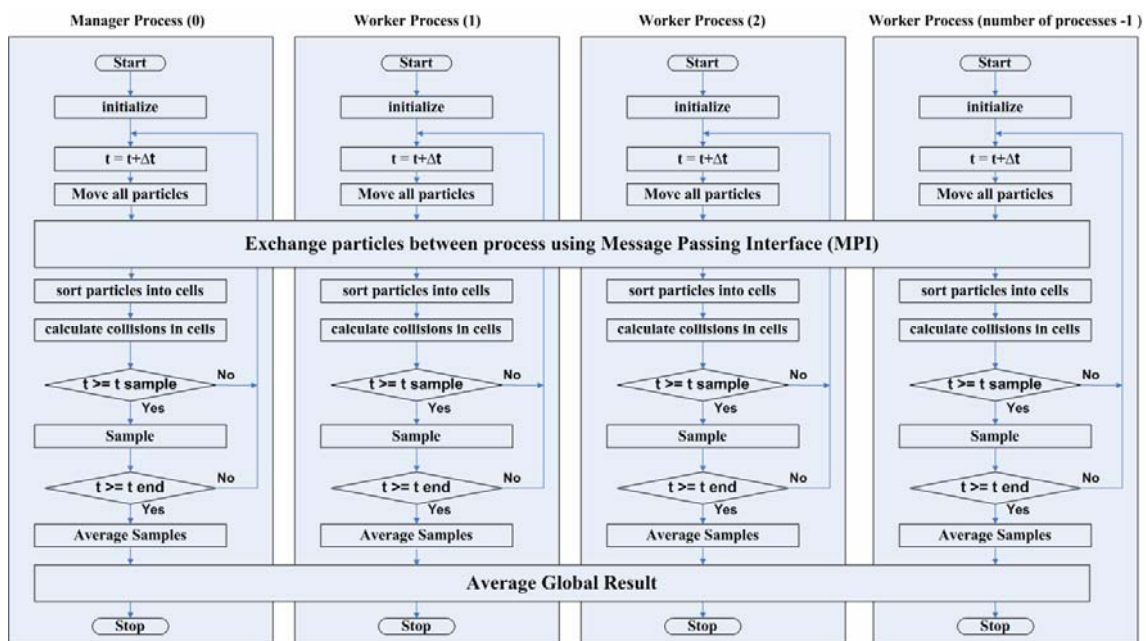 Manager Process (0)
Worker Process (1)
Worker Process (2)
Worker Process (number of processes -1 )
Start
Start
Start
Start
initialize
initialize
initialize
initialize
t = t+Δt
t = t+Δt
t = t+Δt
t = t+Δt
Move all particles
Move all particles
Move all particles
Move all particles
Exchange particles between process using Message Passing Interface (MPI)
sort particles into cells
sort particles into cells
sort particles into cells
sort particles into cells
calculate collisions in cells
calculate collisions in cells
calculate collisions in cells
calculate collisions in cells
t >= t sample
No
t >= t sample
No
t >= t sample
No
t >= t sample
No
Yes
Yes
Yes
Yes
Sample
Sample
Sample
Sample
t >= t end
No
t >= t end
No
t >= t end
No
t >= t end
No
Yes
Yes
Yes
Yes
Average Samples
Average Samples
Average Samples
Average Samples
Average Global Result
Stop
Stop
Stop
Stop